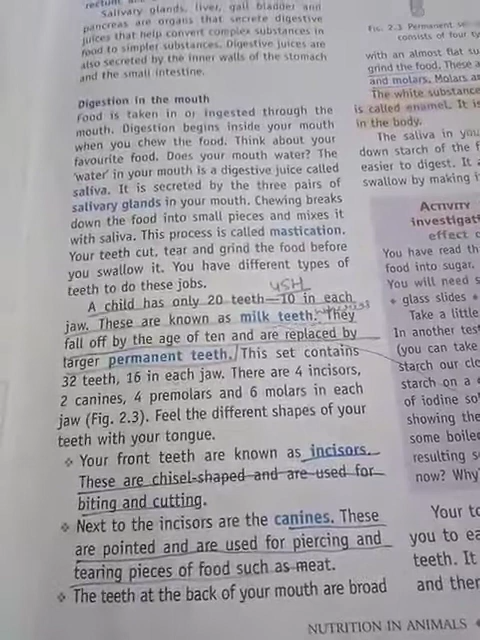 Salivary glands, liver, gall bladder and
pancreas are organs that secrete digestive
juices that help convert complex substances in
food to simpler substances. Digestive juices are
also secreted by the inner walls of the stomach
and the small intestine.
Digestion in the mouth
Food is taken in or ingested through the
mouth. Digestion begins inside your mouth
when you chew the food. Think about your
favourite food. Does your mouth water? The
'water' in your mouth is a digestive juice called
saliva. It is secreted by the three pairs of
salivary glands in your mouth. Chewing breaks
down the food into small pieces and mixes it
with saliva. This process is called mastication.
Your teeth cut, tear and grind the food before
you swallow it. You have different types of
teeth to do these jobs.
A child has only 20 teeth—10 in each
jaw. These are known as milk teeth. They
fall off by the age of ten and are replaced by
larger permanent teeth. This set contains
32 teeth, 16 in each jaw. There are 4 incisors,
2 canines, 4 premolars and 6 molars in each
jaw (Fig. 2.3). Feel the different shapes of your
teeth with your tongue.
❖ Your front teeth are known as incisors.
These are chisel-shaped and are used for
biting and cutting.
❖ Next to the incisors are the canines. These
are pointed and are used for piercing and
tearing pieces of food such as meat.
❖ The teeth at the back of your mouth are broad
Fig. 2.3 Permanent
consists of four
with an almost flat
grind the food. These
and molars. Molars
The white substance
is called enamel. It is
in the body.
The saliva in you
down starch of the
easier to digest. It
swallow by making
ACTIVITY
investigat
effect
You have read th
food into sugar.
You will need
glass slides
Take a little
In another test
(you can take
starch our
starch on a
of iodine
showing the
some boile
resulting
now? Why
Your
you to ea
teeth. It
and then
NUTRITION IN ANIMALS